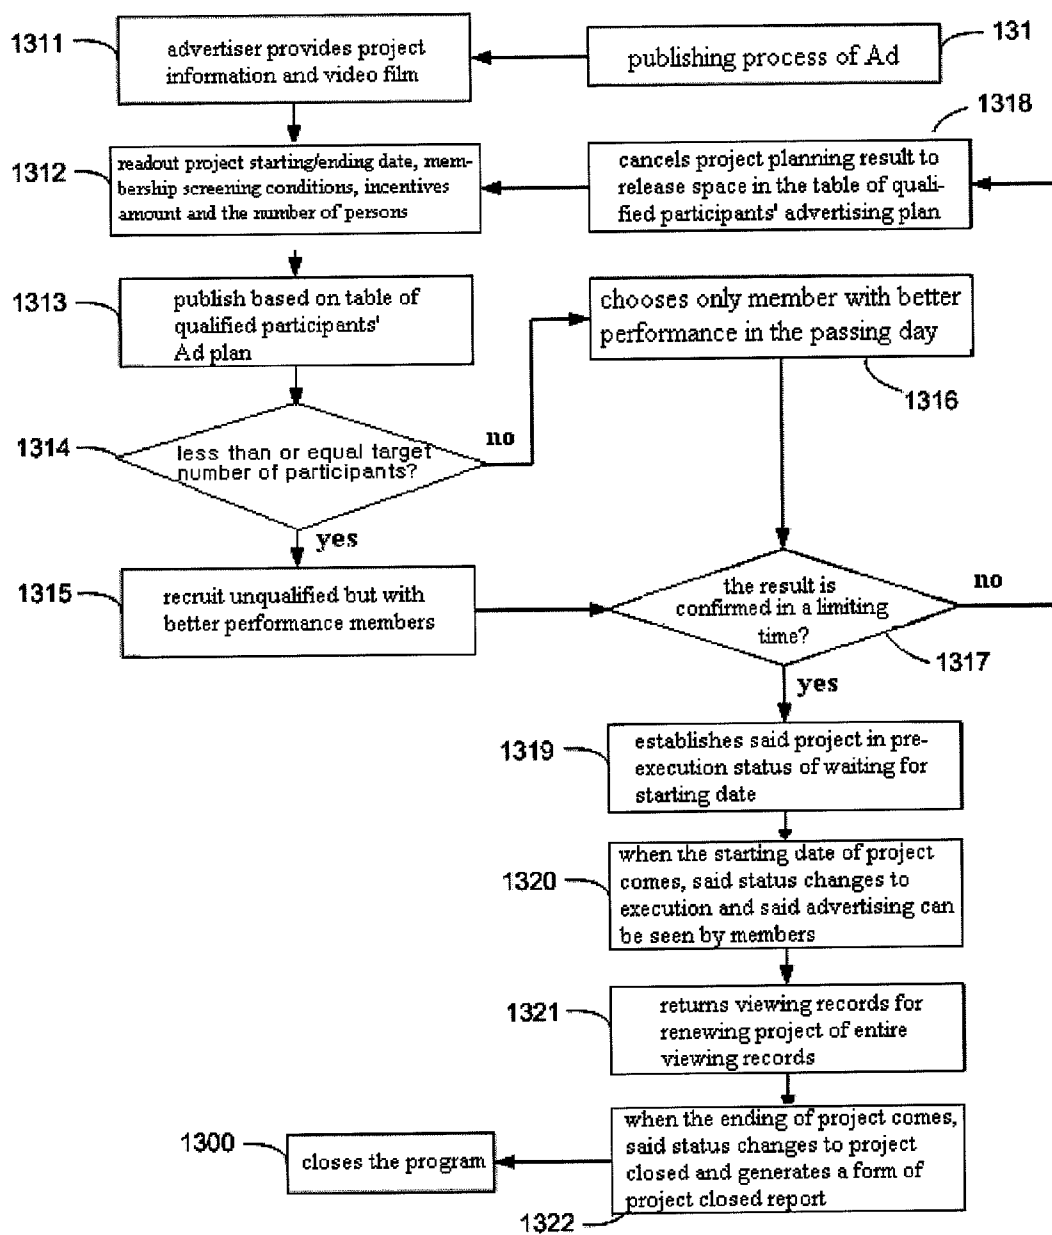 1311
advertiser provides project
information and video film
131
publishing process of Ad
1318
1312
readout project starting/ending date, mem-
bership screening conditions, incentives
amount and the number of persons
cancels project planning result to
release space in the table of quali-
fied participants' advertising plan
1313
publish based on table of
qualified participants'
Ad plan
chooses only member with better
performance in the passing day
1316
1314
less than or equal target
number of participants?
no
yes
1315
recruit unqualified but with
better performance members
the result is
confirmed in a limiting
time?
no
1317
yes
1319
establishes said project in pre-
execution status of waiting for
starting date
1320
when the starting date of project
comes, said status changes to
execution and said advertising can
be seen by members
1321
returns viewing records for
renewing project of entire
viewing records
1300
closes the program
when the ending of project comes,
said status changes to project
closed and generates a form of
project closed report
1322